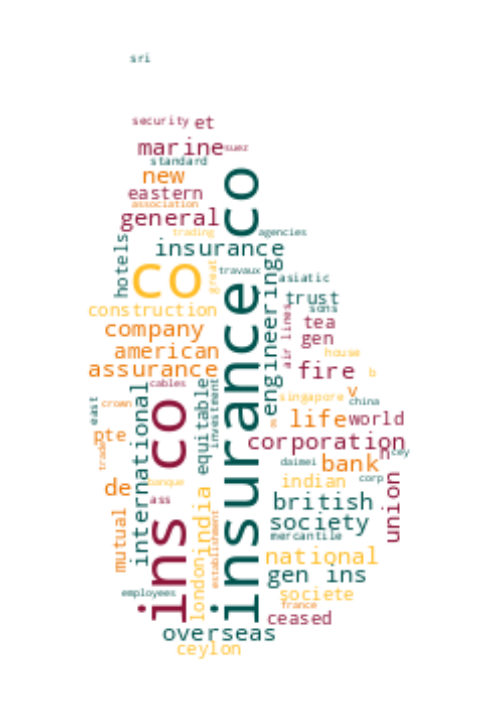 sri
security et
marine suez
standard
new
eastern
association
general
trading agencies
insurance
hotels
co
great
travaux
insurance co
engineering
asiatic
trust
sons
construction
tea
company
air lines
gen
american
house
assurance
fire
b
cables
equitable
investment
v
singapore
china
east
crown
international
ins co
life
world
g
pte
trade
corporation
n
cey
daimei
bank
corp
de
banque
indian
ass
india
union
british
mutual
society
establishment
mercantile
london
national
gen ins
employees
societe
france
ceased
overseas
ceylon